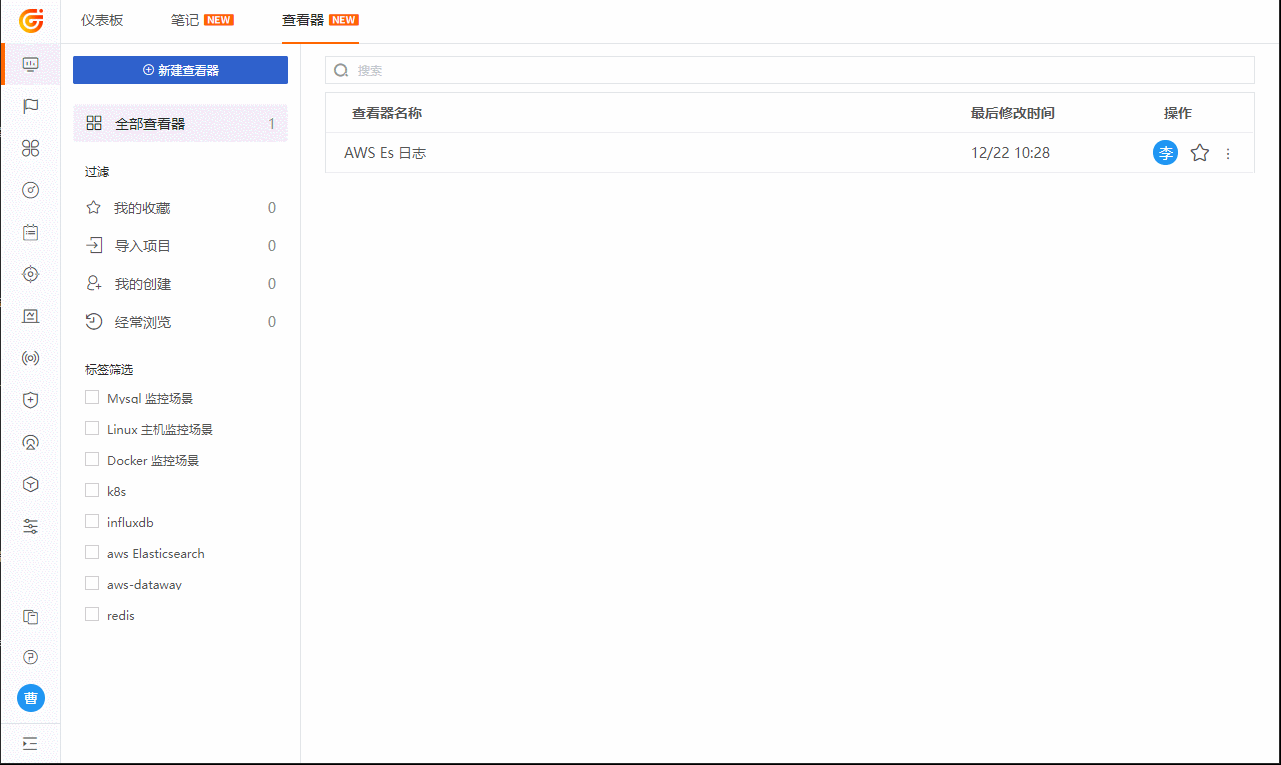 仪表板
笔记 NEW
查看器 NEW
新建查看器
全部查看器 1
过滤
我的收藏 0
导入项目 0
我的创建 0
经常浏览 0
标签筛选
Mysql 监控场景
Linux 主机监控场景
Docker 监控场景
k8s
influxdb
aws Elasticsearch
aws-dataway
redis
曹
搜索
查看器名称 最后修改时间 操作
AWS Es 日志 12/22 10:28 李